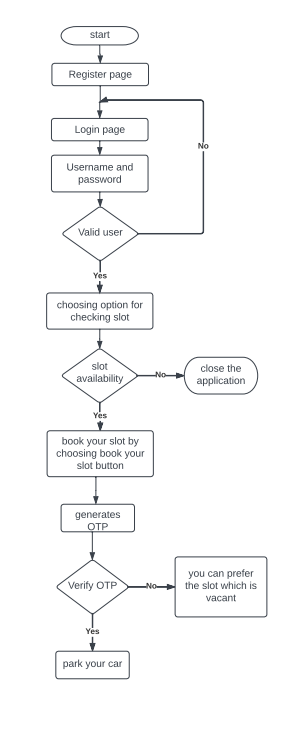 start
Register page
Login page
No
Username and
password
Valid user
Yes
choosing option for
checking slot
slot
availability
No
close the
application
Yes
book your slot by
choosing book your
slot button
generates
OTP
Verify OTP
No
you can prefer
the slot which is
vacant
Yes
park your car